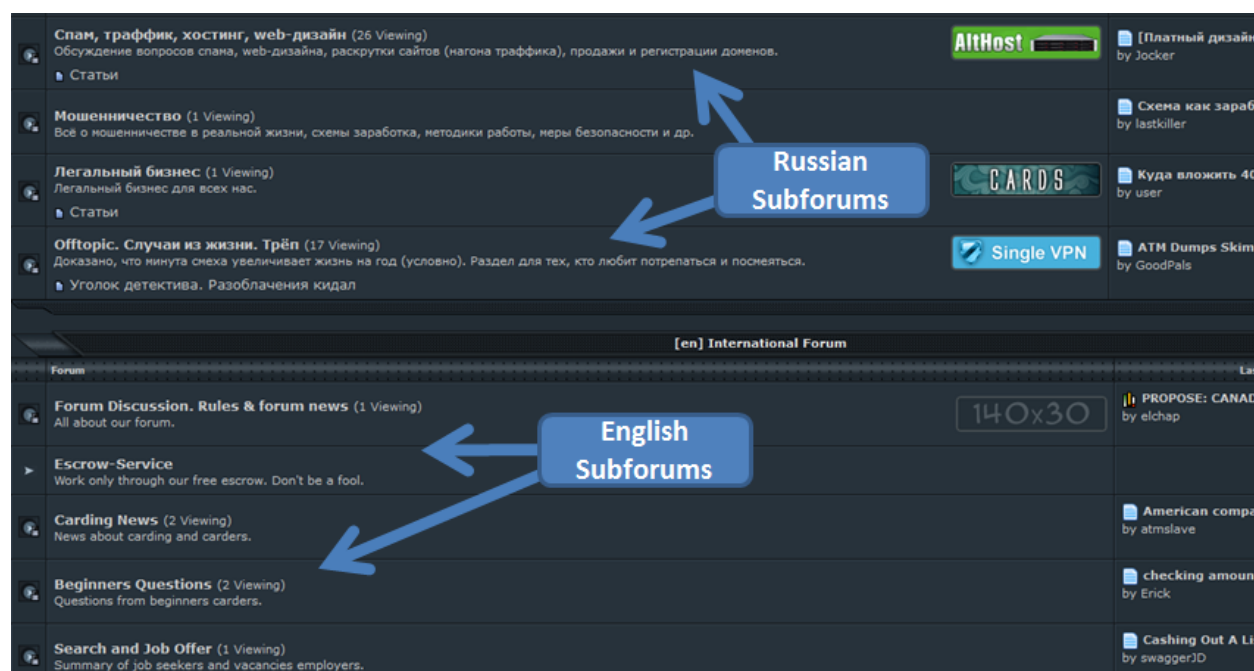 Спам, траффик, хостинг, web-дизайн (26 Viewing)
Обсуждение вопросов спама, web-дизайна, раскрутки сайтов (нагона траффика), продажи и регистрации доменов.
Статьи
AltHost
[Платный дизайн
by Jocker
Мошенничество (1 Viewing)
Всё о мошенничестве в реальной жизни, схемы заработка, методики работы, меры безопасности и др.
Схема как зараб
by lastkiller
Russian
Subforums
Легальный бизнес (1 Viewing)
Легальный бизнес для всех нас.
Статьи
CARDS
Куда вложить 40
by user
Offtopic. Случаи из жизни. Трёп (17 Viewing)
Доказано, что минута смеха увеличивает жизнь на год (условно). Раздел для тех, кто любит потрепаться и посмеяться.
Уголок детектива. Разоблачения кидал
Single VPN
ATM Dumps Skim
by GoodPals
[en] International Forum
Forum
Las
Forum Discussion. Rules & forum news (1 Viewing)
All about our forum.
140x30
PROPOSE: CANAD
by elchap
English
Subforums
Escrow-Service
Work only through our free escrow. Don't be a fool.
Carding News (2 Viewing)
News about carding and carders.
American compa
by atmslave
Beginners Questions (2 Viewing)
Questions from beginners carders.
checking amoun
by Erick
Search and Job Offer (1 Viewing)
Summary of job seekers and vacancies employers.
Cashing Out A Li
by swaggerJD